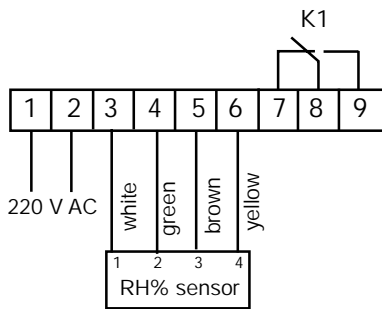 K1
1 2 3 4 5 6 7 8 9
220 V AC
white
green
brown
yellow
1 2 3 4
RH% sensor